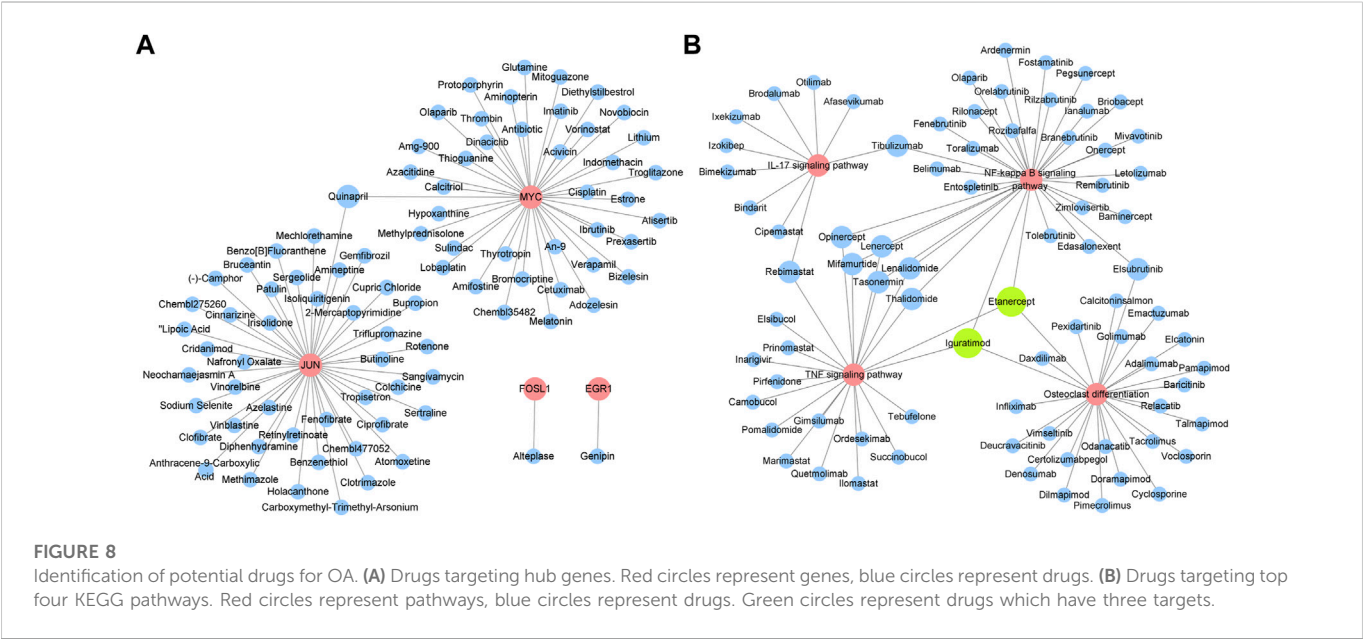 A
B
Glutamine
Mitoguazone
Protoporphyrin
Diethylstilbestrol
Aminopterin
Olaparib
Imatinib
Novobiocin
Thrombin
Antibiotic
Vorinostat
Lithium
Amg-900
Dinaciclib
Acivicin
Thioguanine
Indomethacin
Azacitidine
Troglitazone
Calcitriol
Cisplatin
Quinapril
MYC
Estrone
Hypoxanthine
Alisertib
Methylprednisolone
Ibrutinib
Prexasertib
Sulindac
An-9
Thyrotropin
Verapamil
Lobaplatin
Bizelesin
Amifostine
Bromocriptine
Cetuximab
Adozelesin
Chembl35482
Melatonin
Mechlorethamine
Benzo[B]Fluoranthene
Gemfibrozil
Bruceantin
Amineptine
(-)-Camphor
Sergeolide
Cupric Chloride
Patulin
Isoliquiritigenin
Bupropion
Chembl275260
2-Mercaptopyrimidine
Cinnarizine
Irisolidone
"Lipoic Acid
Triflupromazine
Cridanimod
Rotenone
Nafronyl Oxalate
JUN
Butinoline
Neochamaejasmin A
Sangivamycin
Vinorelbine
Colchicine
Tropisetron
Sodium Selenite
Azelastine
Sertraline
Vinblastine
Fenofibrate
Ciprofibrate
Clofibrate
Retinylretinoate
Diphenhydramine
Chembl477052
Anthracene-9-Carboxylic
Acid
Benzenethiol
Atomoxetine
Methimazole
Clotrimazole
Holacanthone
Carboxymethyl-Trimethyl-Arsonium
FOSL1
EGR1
Alteplase
Genipin
Otilimab
Brodalumab
Afasevikumab
Ixekizumab
Izokibep
IL-17 signaling pathway
Tibulizumab
Bimekizumab
Bindarit
Cipemastat
Rebimastat
Ardenermin
Fostamatinib
Olaparib
Pegsunercept
Orelabrutinib
Rilzabrutinib
Briobacept
Rilonacept
Ianalumab
Fenebrutinib
Rozibafalfa
Branebrutinib
Mivavotinib
Toralizumab
Onercept
Belimumab
NF-kappa B signaling
pathway
Letolizumab
Entospletinib
Remibrutinib
Zimlovisertib
Baminercept
Tolebrutinib
Edasalonexent
Opinercept
Lenercept
Mifamurtide
Lenalidomide
Tasonermin
Thalidomide
Elsubrutinib
Etanercept
Iguratimod
Calcitoninsalmon
Emactuzumab
Elsibucol
Pexidartinib
Golimumab
Prinomastat
Elcatonin
Inarigivir
Daxdilimab
Adalimumab
Pamapimod
TNF signaling pathway
Baricitinib
Pirfenidone
Osteoclast differentiation
Camobucol
Infliximab
Relacatib
Tebufelone
Talmapimod
Gimsilumab
Pomalidomide
Vimseltinib
Ordesekimab
Deucravacitinib
Odanacatib
Tacrolimus
Marimastat
Succinobucol
Certolizumabpegol
Voclosporin
Quetmolimab
Denosumab
Doramapimod
Ilomastat
Dilmapimod
Cyclosporine
Pimecrolimus
FIGURE 8
Identification of potential drugs for OA. (A) Drugs targeting hub genes. Red circles represent genes, blue circles represent drugs. (B) Drugs targeting top
four KEGG pathways. Red circles represent pathways, blue circles represent drugs. Green circles represent drugs which have three targets.